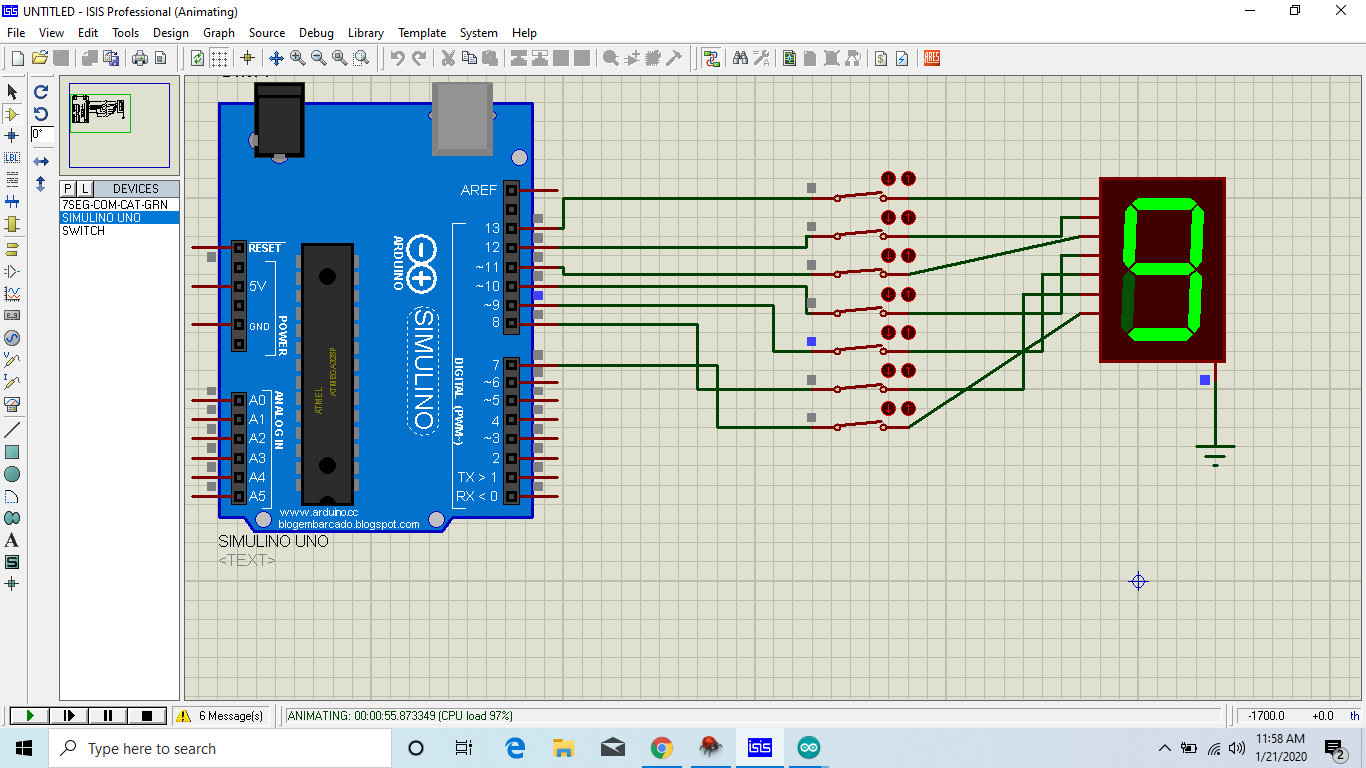 UNTITLED - ISIS Professional (Animating)
File View Edit Tools Design Graph Source Debug Library Template System Help
ARES
LBL
0°
P L DEVICES
7SEG-COM-CAT-GRN
SIMULINO UNO
SWITCH
AREF
13
12
~11
~10
~9
8
7
~6
~5
4
~3
2
TX > 1
RX < 0
RESET
5V
GND
POWER
A0
A1
A2
A3
A4
A5
ANALOG IN
ATMEL
ATMEGA328P
ARDUINO
SIMULINO
DIGITAL (PWM~)
www.arduino.cc
blogembarcado.blogspot.com
SIMULINO UNO
<TEXT>
6 Message(s)
ANIMATING: 00:00:55.873349 (CPU load 97%)
-1700.0 +0.0 th
Type here to search
isis
11:58 AM
1/21/2020
2